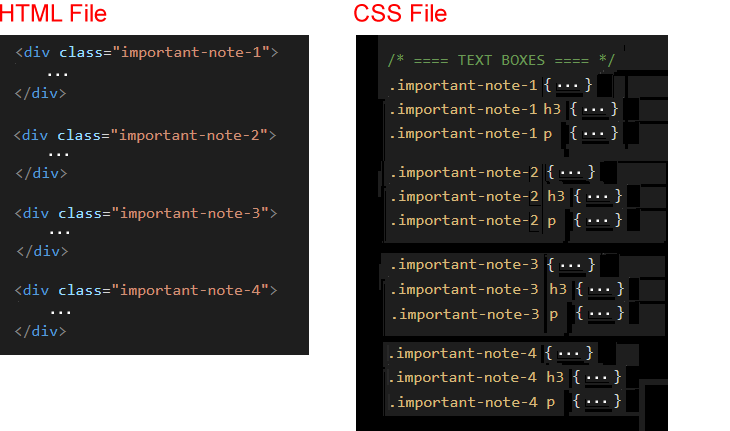 HTML File
<div class="important-note-1">
...
</div>
<div class="important-note-2">
...
</div>
<div class="important-note-3">
...
</div>
<div class="important-note-4">
...
</div>
CSS File
/* ==== TEXT BOXES ==== */
.important-note-1 {...}
.important-note-1 h3 {...}
.important-note-1 p {...}
.important-note-2 {...}
.important-note-2 h3 {...}
.important-note-2 p {...}
.important-note-3 {...}
.important-note-3 h3 {...}
.important-note-3 p {...}
.important-note-4 {...}
.important-note-4 h3 {...}
.important-note-4 p {...}